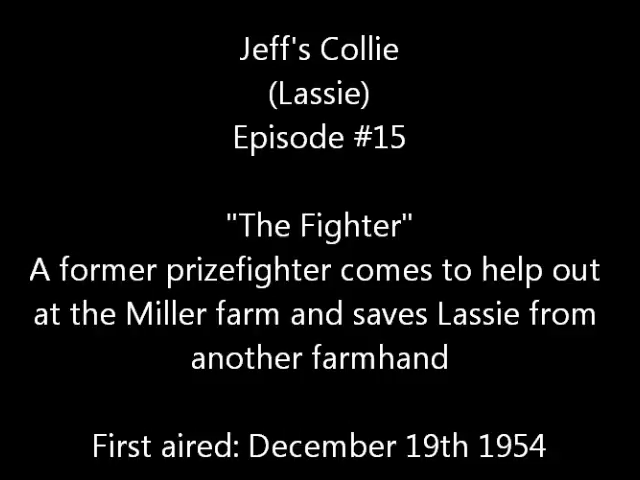 Jeff's Collie
(Lassie)
Episode #15
"The Fighter"
A former prizefighter comes to help out
at the Miller farm and saves Lassie from
another farmhand
First aired: December 19th 1954